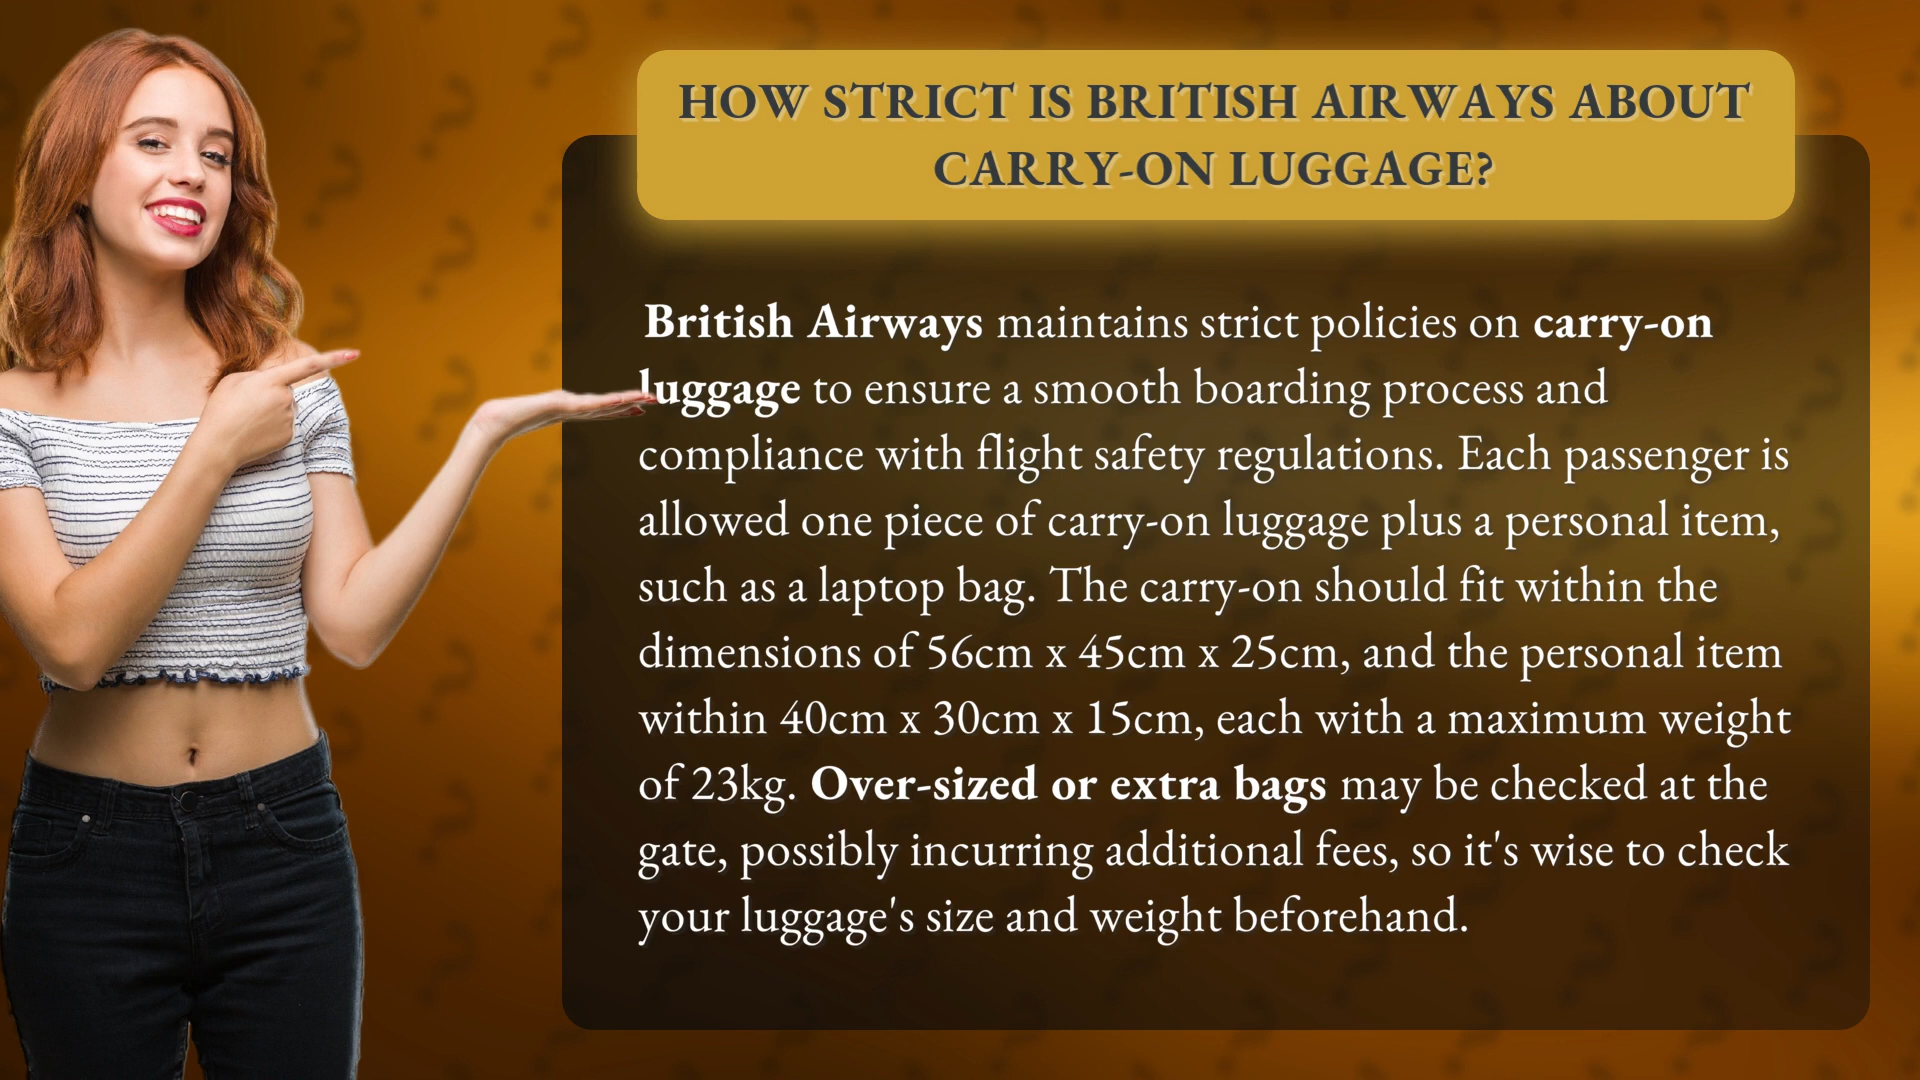 HOW STRICT IS BRITISH AIRWAYS ABOUT
CARRY-ON LUGGAGE?
British Airways maintains strict policies on carry-on
luggage to ensure a smooth boarding process and
compliance with flight safety regulations. Each passenger is
allowed one piece of carry-on luggage plus a personal item,
such as a laptop bag. The carry-on should fit within the
dimensions of 56cm x 45cm x 25cm, and the personal item
within 40cm x 30cm x 15cm, each with a maximum weight
of 23kg. Over-sized or extra bags may be checked at the
gate, possibly incurring additional fees, so it's wise to check
your luggage's size and weight beforehand.